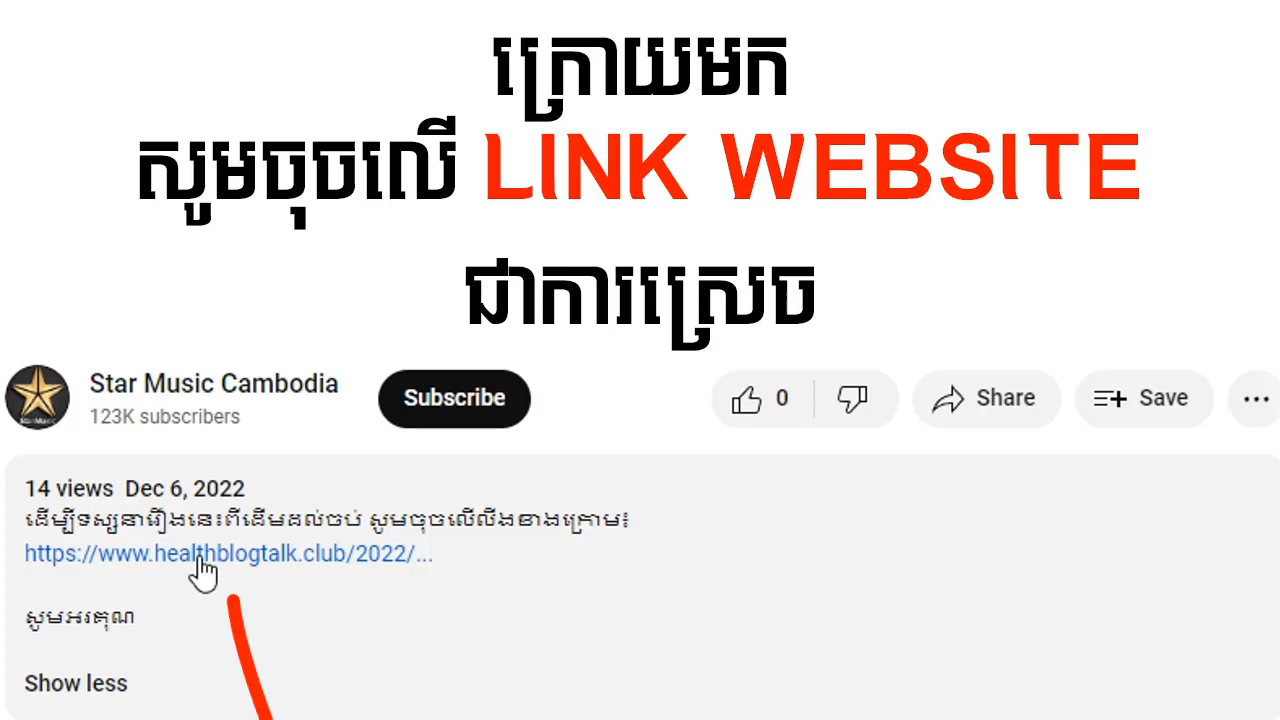 ក្រោយមក
សូមចុចលើ LINK WEBSITE
ជាការស្រេច
Star Music Cambodia
123K subscribers
Subscribe
0
Share
Save
14 views Dec 6, 2022
ដើម្បីទស្សនារឿងនេះពីដើមដល់ចប់ សូមចុចលើលីងខាងក្រោម៖
https://www.healthblogtalk.club/2022/...
សូមអរគុណ
Show less